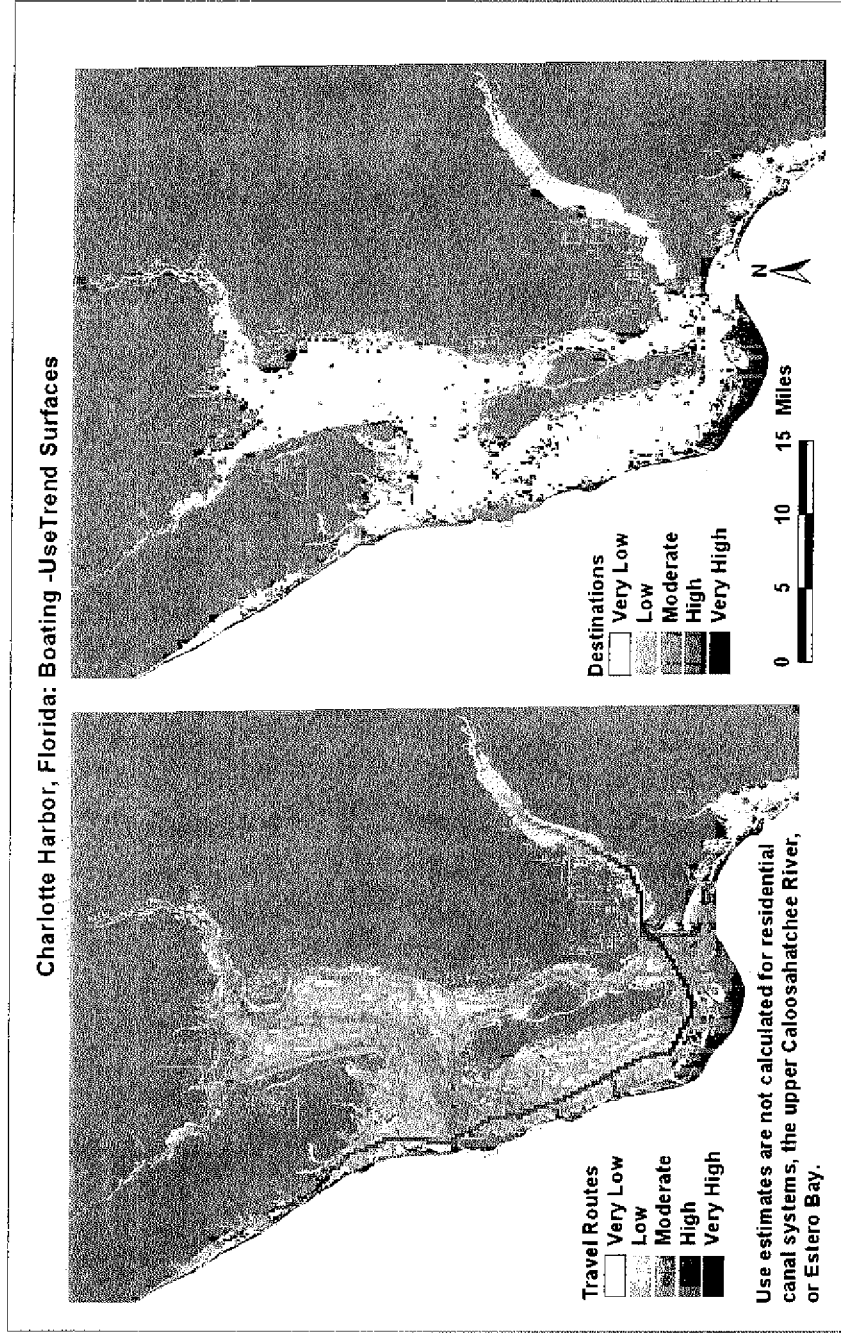 Charlotte Harbor, Florida: Boating -UseTrend Surfaces
Travel Routes
Very Low
Low
Moderate
High
Very High
Use estimates are not calculated for residential
canal systems, the upper Caloosahatchee River,
or Estero Bay.
Destinations
Very Low
Low
Moderate
High
Very High
0 5 10 15 Miles
N